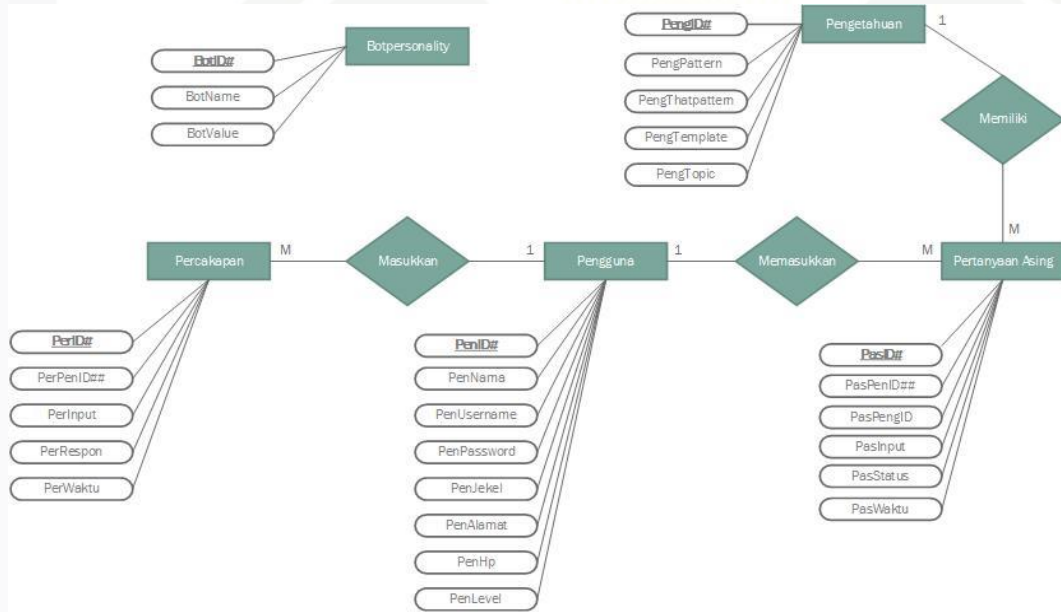 Botpersonality
BotID#
BotName
BotValue
Pengetahuan
1
PengID#
PengPattern
PengThatpattern
PengTemplate
PengTopic
Memiliki
M
Percakapan
M
Masukkan
1
Pengguna
1
Memasukkan
M
Pertanyaan Asing
PerID#
PerPenID##
PerInput
PerRespon
PerWaktu
PenID#
PenNama
PenUsername
PenPassword
PenJekel
PenAlamat
PenHp
PenLevel
PasID#
PasPenID##
PasPengID
PasInput
PasStatus
PasWaktu